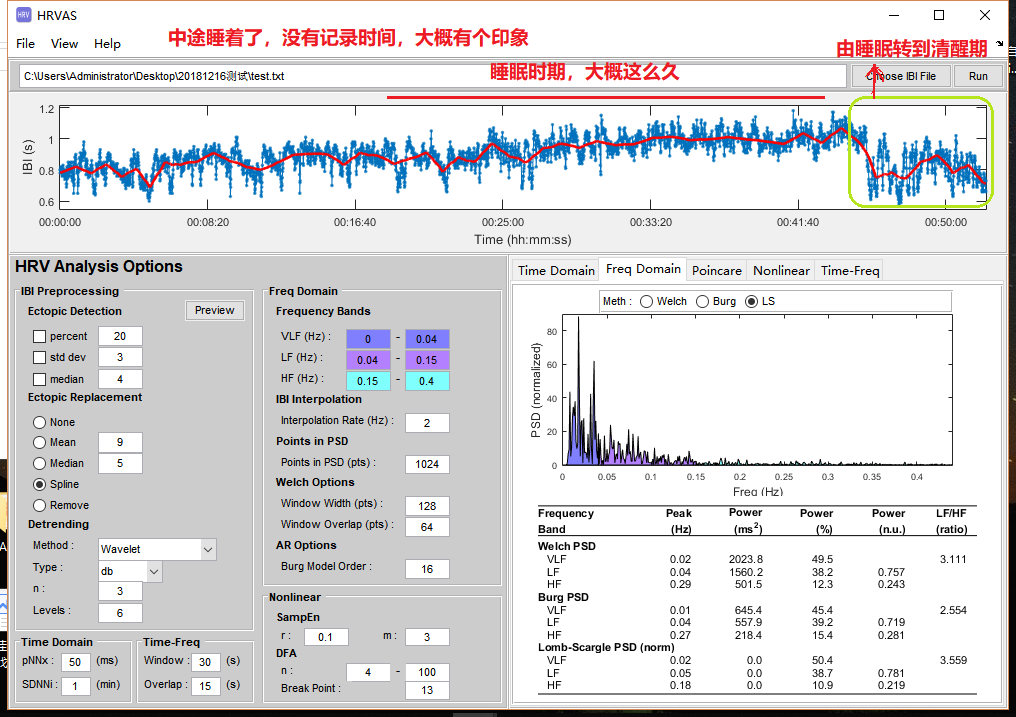 HRV HRVAS
File View Help
中途睡着了，没有记录时间，大概有个印象
由睡眠转到清醒期
C:\Users\Administrator\Desktop\20181216测试\test.txt
睡眠时期，大概这么久
Choose IBI File
Run
IBI (s)
1.2
1
0.8
0.6
00:00:00 00:08:20 00:16:40 00:25:00 00:33:20 00:41:40 00:50:00
Time (hh:mm:ss)
HRV Analysis Options
IBI Preprocessing
Ectopic Detection
Preview
percent 20
std dev 3
median 4
Ectopic Replacement
None
Mean 9
Median 5
Spline
Remove
Detrending
Method : Wavelet
Type : db
n : 3
Levels : 6
Time Domain
pNNx : 50 (ms)
SDNNi : 1 (min)
Time-Freq
Window : 30 (s)
Overlap : 15 (s)
Freq Domain
Frequency Bands
VLF (Hz) : 0 - 0.04
LF (Hz) : 0.04 - 0.15
HF (Hz) : 0.15 - 0.4
IBI Interpolation
Interpolation Rate (Hz) : 2
Points in PSD
Points in PSD (pts) : 1024
Welch Options
Window Width (pts) : 128
Window Overlap (pts) : 64
AR Options
Burg Model Order : 16
Nonlinear
SampEn
r : 0.1 m : 3
DFA
n : 4 - 100
Break Point : 13
Time Domain Freq Domain Poincare Nonlinear Time-Freq
Meth : Welch Burg LS
PSD (normalized)
80
60
40
20
0
0 0.05 0.1 0.15 0.2 0.25 0.3 0.35 0.4
Freq (Hz)
Frequency Band Peak (Hz) Power (ms2) Power (%) Power (n.u.) LF/HF (ratio)
Welch PSD
VLF 0.02 2023.8 49.5 3.111
LF 0.04 1560.2 38.2 0.757
HF 0.29 501.5 12.3 0.243
Burg PSD
VLF 0.01 645.4 45.4 2.554
LF 0.04 557.9 39.2 0.719
HF 0.27 218.4 15.4 0.281
Lomb-Scargle PSD (norm)
VLF 0.02 0.0 50.4 3.559
LF 0.05 0.0 38.7 0.781
HF 0.18 0.0 10.9 0.219